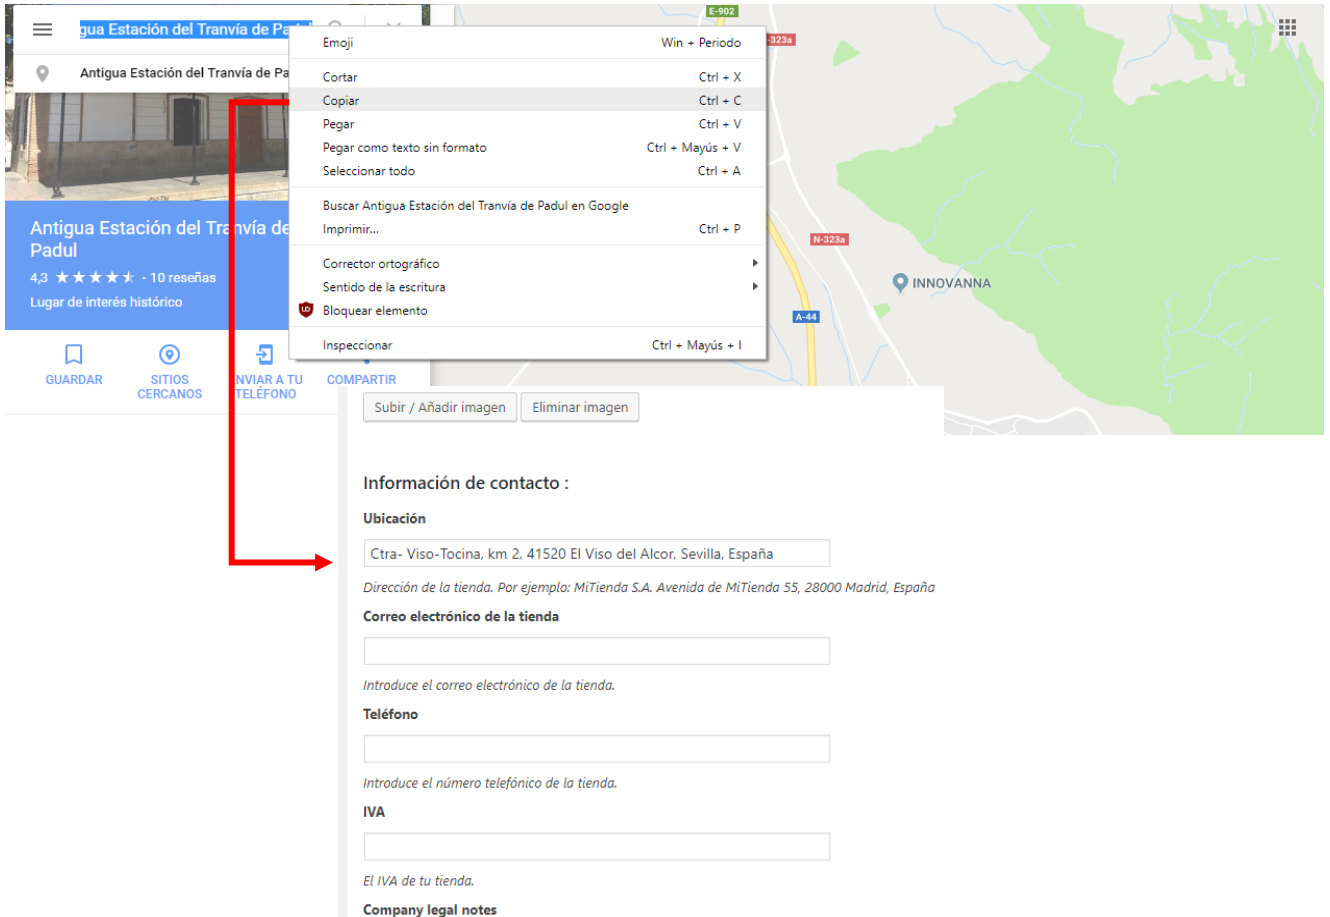 gua Estación del Tranvía de Padul
Antigua Estación del Tranvía de Pa
Antigua Estación del Tranvía de
Padul
4,3 ★★★★★ · 10 reseñas
Lugar de interés histórico
GUARDAR
SITIOS
CERCANOS
ENVIAR A TU
TELÉFONO
COMPARTIR
Emoji Win + Periodo
Cortar Ctrl + X
Copiar Ctrl + C
Pegar Ctrl + V
Pegar como texto sin formato Ctrl + Mayús + V
Seleccionar todo Ctrl + A
Buscar Antigua Estación del Tranvía de Padul en Google
Imprimir... Ctrl + P
Corrector ortográfico
Sentido de la escritura
Bloquear elemento
Inspeccionar Ctrl + Mayús + I
E-902
-323a
N-323a
INNOVANNA
A-44
Subir / Añadir imagen
Eliminar imagen
Información de contacto :
Ubicación
Ctra- Viso-Tocina, km 2, 41520 El Viso del Alcor, Sevilla, España
Dirección de la tienda. Por ejemplo: MiTienda S.A. Avenida de MiTienda 55, 28000 Madrid, España
Correo electrónico de la tienda
Introduce el correo electrónico de la tienda.
Teléfono
Introduce el número telefónico de la tienda.
IVA
El IVA de tu tienda.
Company legal notes